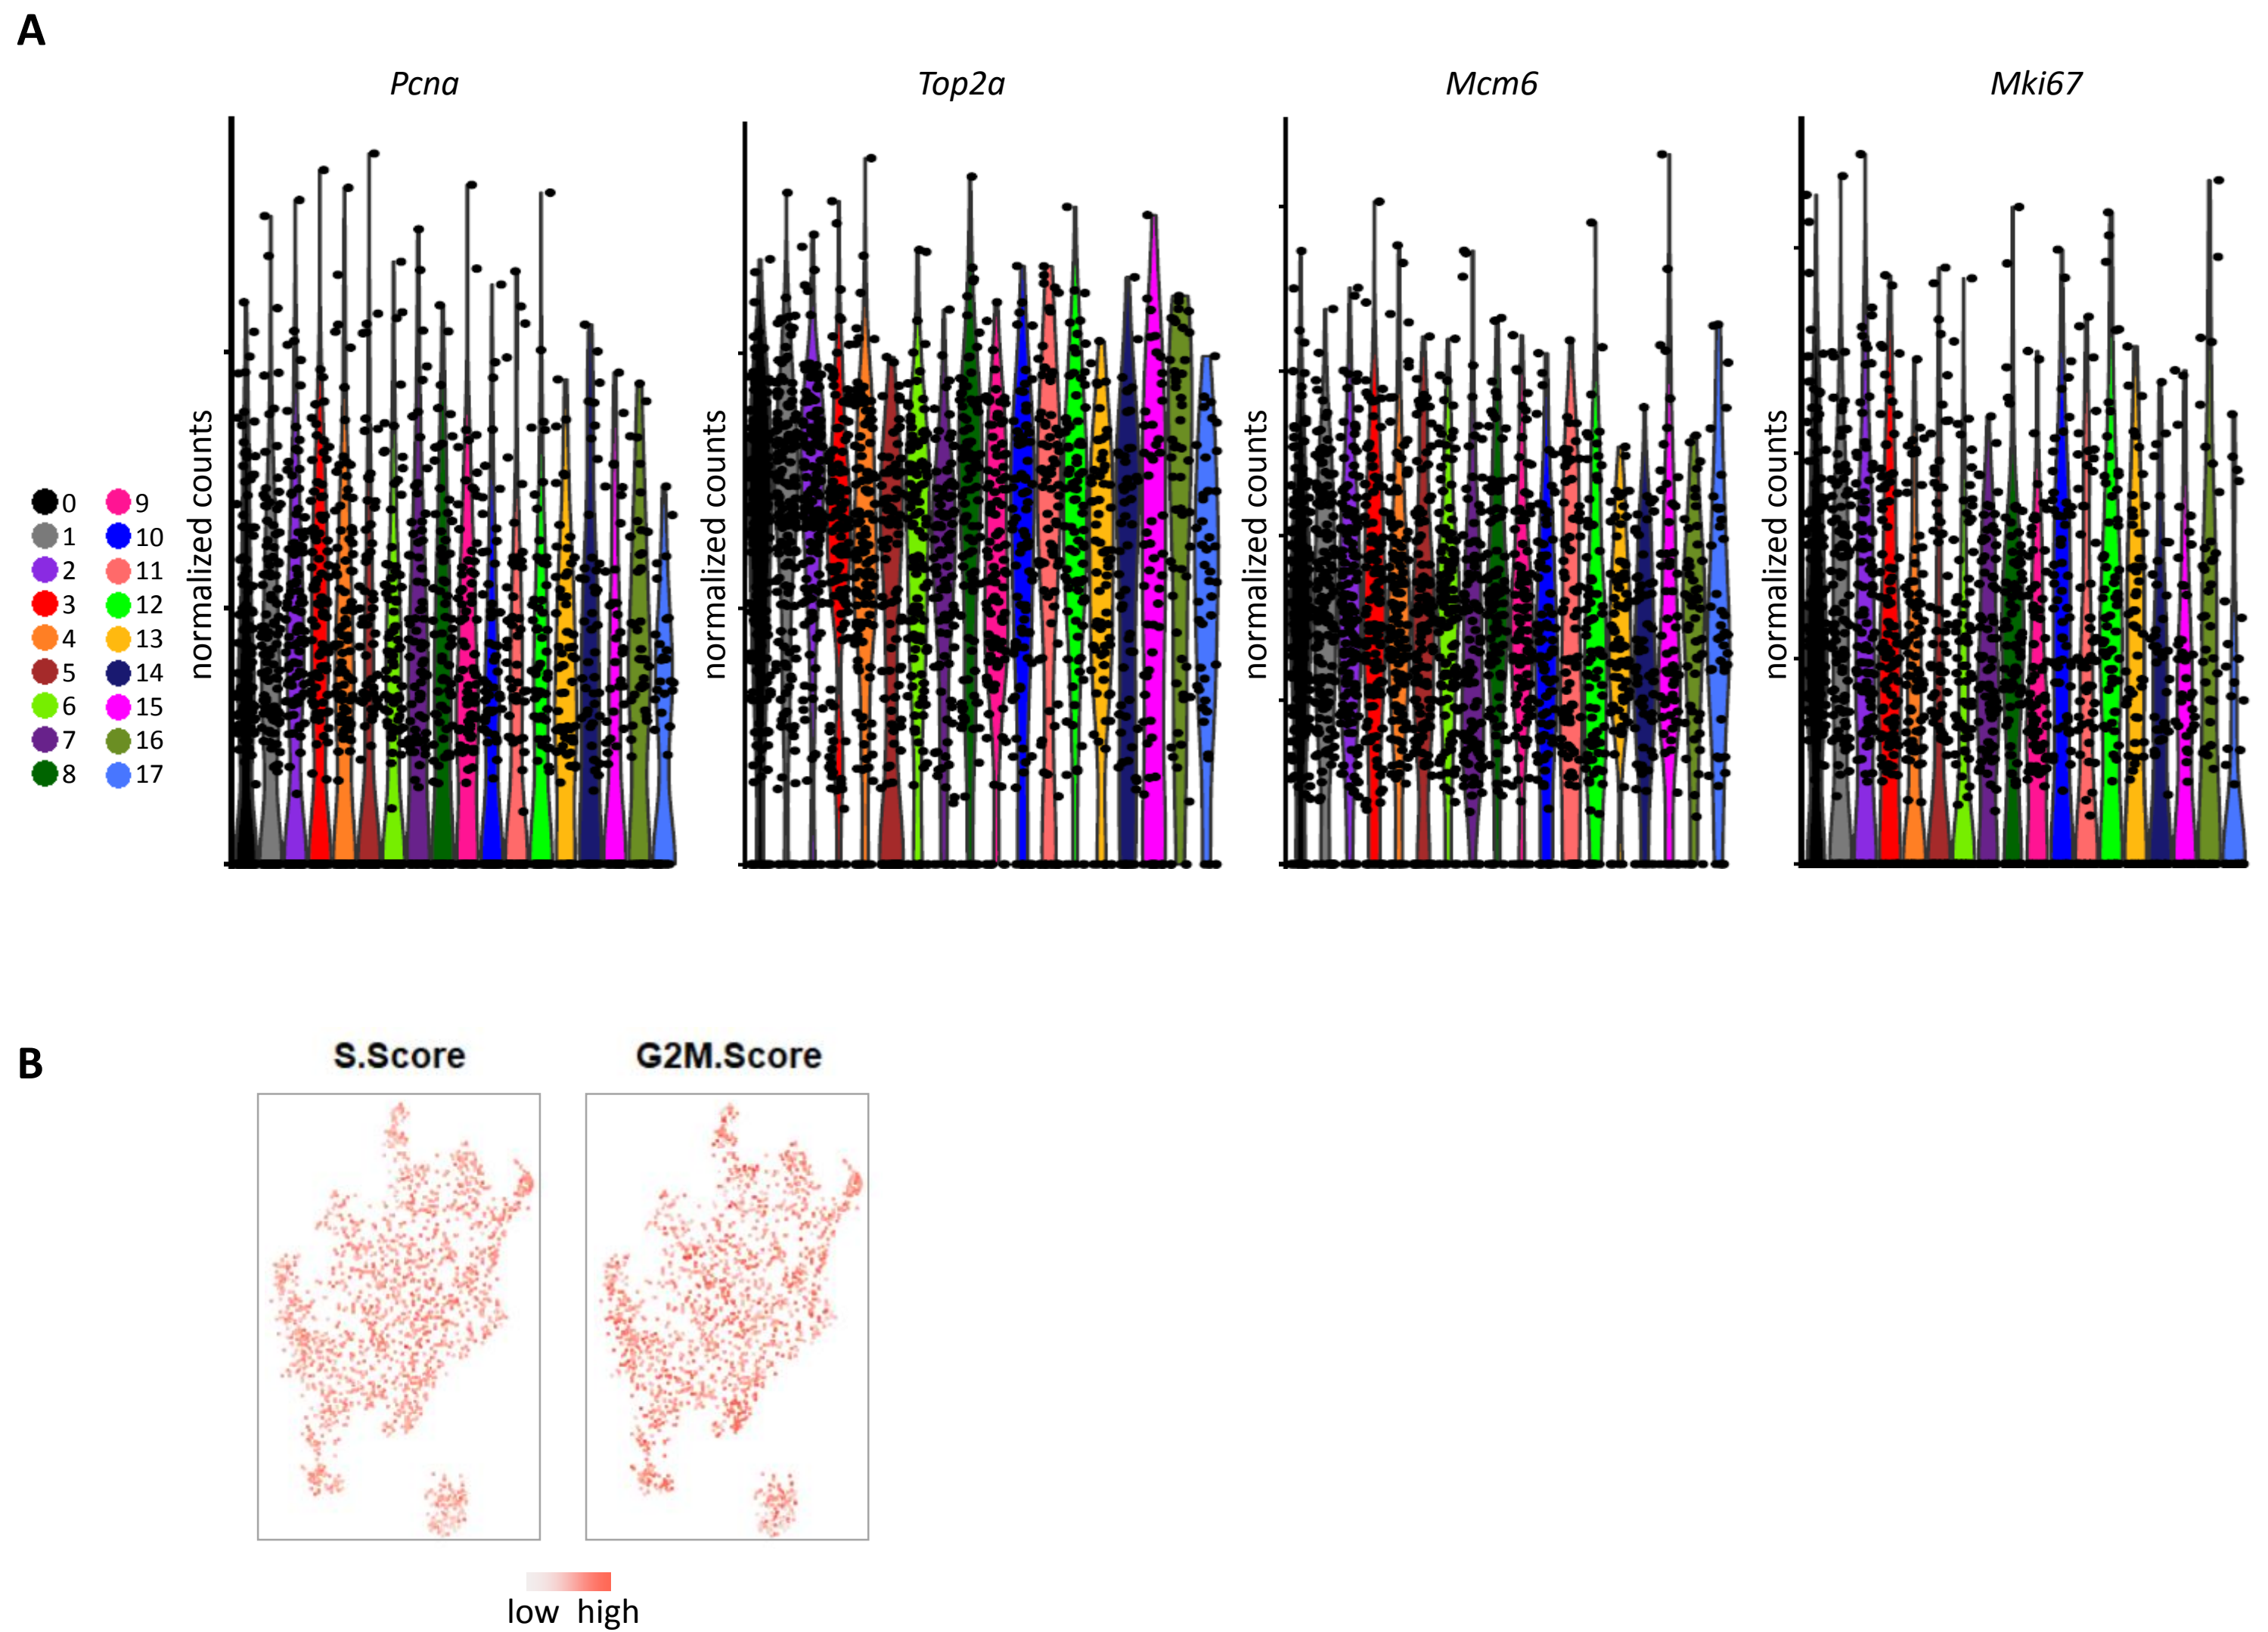 A
Pcna Top2a Mcm6 Mki67
normalized counts
normalized counts
normalized counts
normalized counts
0 9
1 10
2 11
3 12
4 13
5 14
6 15
7 16
8 17
B
S.Score G2M.Score
low high